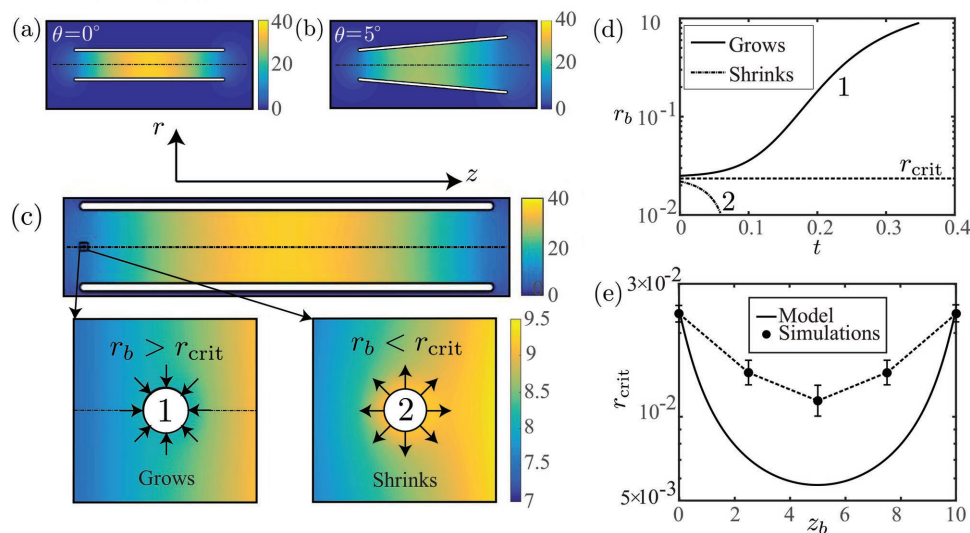 (a)
θ=0°
40
20
0
(b)
θ=5°
40
20
0
r
z
(c)
40
20
0
r_b > r_crit
1
Grows
r_b < r_crit
2
Shrinks
9.5
9
8.5
8
7.5
7
(d)
10
10^-1
10^-2
r_b
Grows
Shrinks
1
r_crit
2
0
0.1
0.2
0.3
0.4
t
(e)
3×10^-2
10^-2
5×10^-3
r_crit
Model
Simulations
0
2
4
6
8
10
z_b